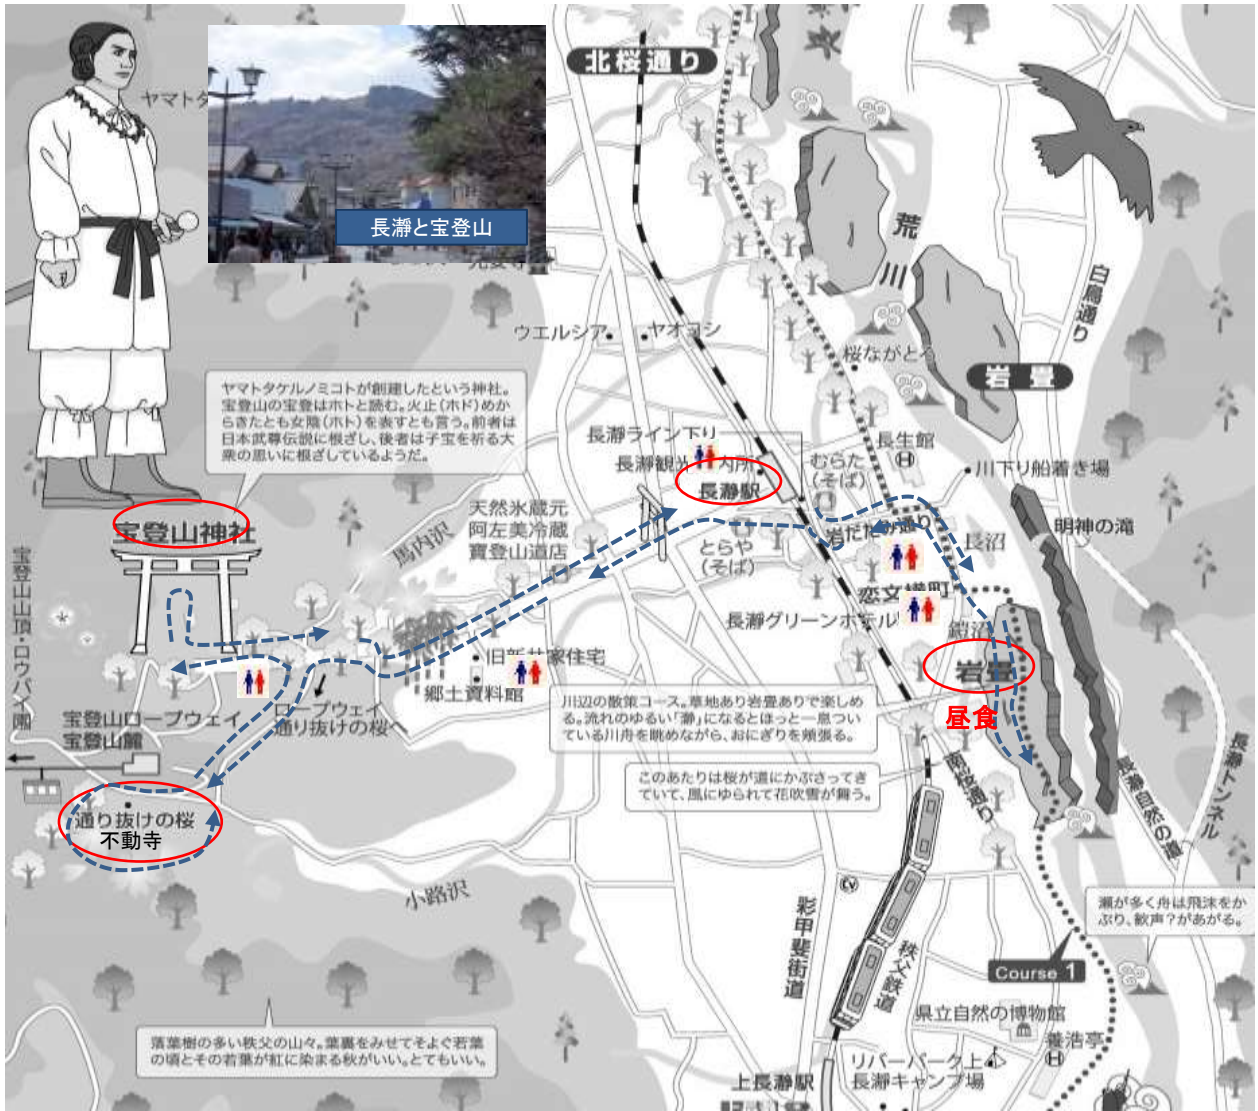 北桜通り
長瀞と宝登山
荒川
白鳥通り
ウエルシア
ヤオヨシ
桜ながとろ
岩畳
ヤマトタケルノミコトが創建したという神社。
宝登山の宝登はホトと読む。火止(ホド)めか
らきたとも女陰(ホト)を表すとも言う。前者は
日本武尊伝説に根ざし、後者は子宝を祈る大
衆の思いに根ざしているようだ。
長瀞ライン下り
長瀞観光
内所
長瀞駅
むらた
(そば)
長生館
川下り船着き場
明神の滝
宝登山神社
天然氷蔵元
阿左美冷蔵
寶登山道店
馬内沢
とらや
(そば)
岩だたみ通り
長沼
宝登山山頂・ロウバイ園
長瀞グリーンホテル
鎧沼
岩畳
昼食
旧新井家住宅
郷土資料館
川辺の散策コース。草地あり岩畳ありで楽しめ
る。流れのゆるい「瀞」になるとほっと一息つい
ている川舟を眺めながら、おにぎりを頬張る。
宝登山ロープウェイ
宝登山麓
ロープウェイ
通り抜けの桜へ
このあたりは桜が道にかぶさってき
ていて、風にゆられて花吹雪が舞う。
南桜通り
長瀞自然の道
長瀞トンネル
通り抜けの桜
不動寺
小路沢
彩甲斐街道
秩父鉄道
瀬が多く舟は飛沫をか
ぶり、歓声?があがる。
Course 1
県立自然の博物館
養浩亭
落葉樹の多い秩父の山々。葉裏をみせてそよぐ若葉
の頃とその若葉が紅に染まる秋がいい。とてもいい。
リバーパーク上
長瀞キャンプ場
上長瀞駅